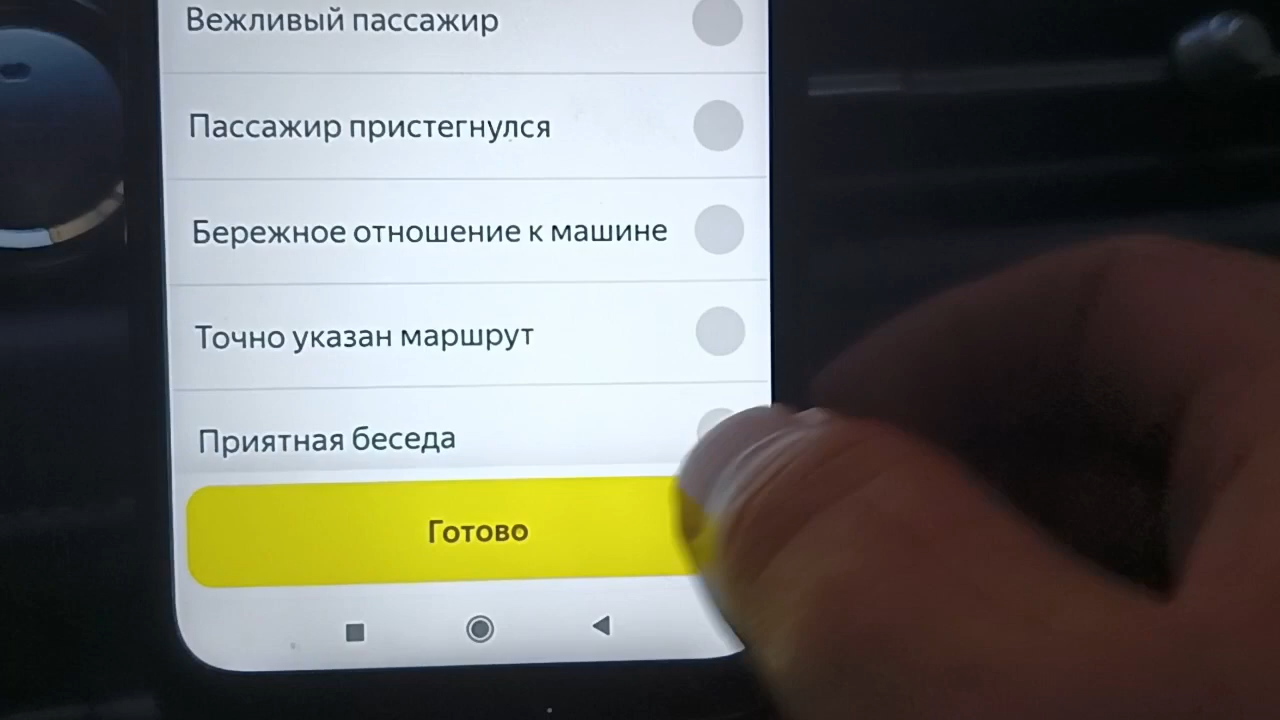 Вежливый пассажир
Пассажир пристегнулся
Бережное отношение к машине
Точно указан маршрут
Приятная беседа
Готово